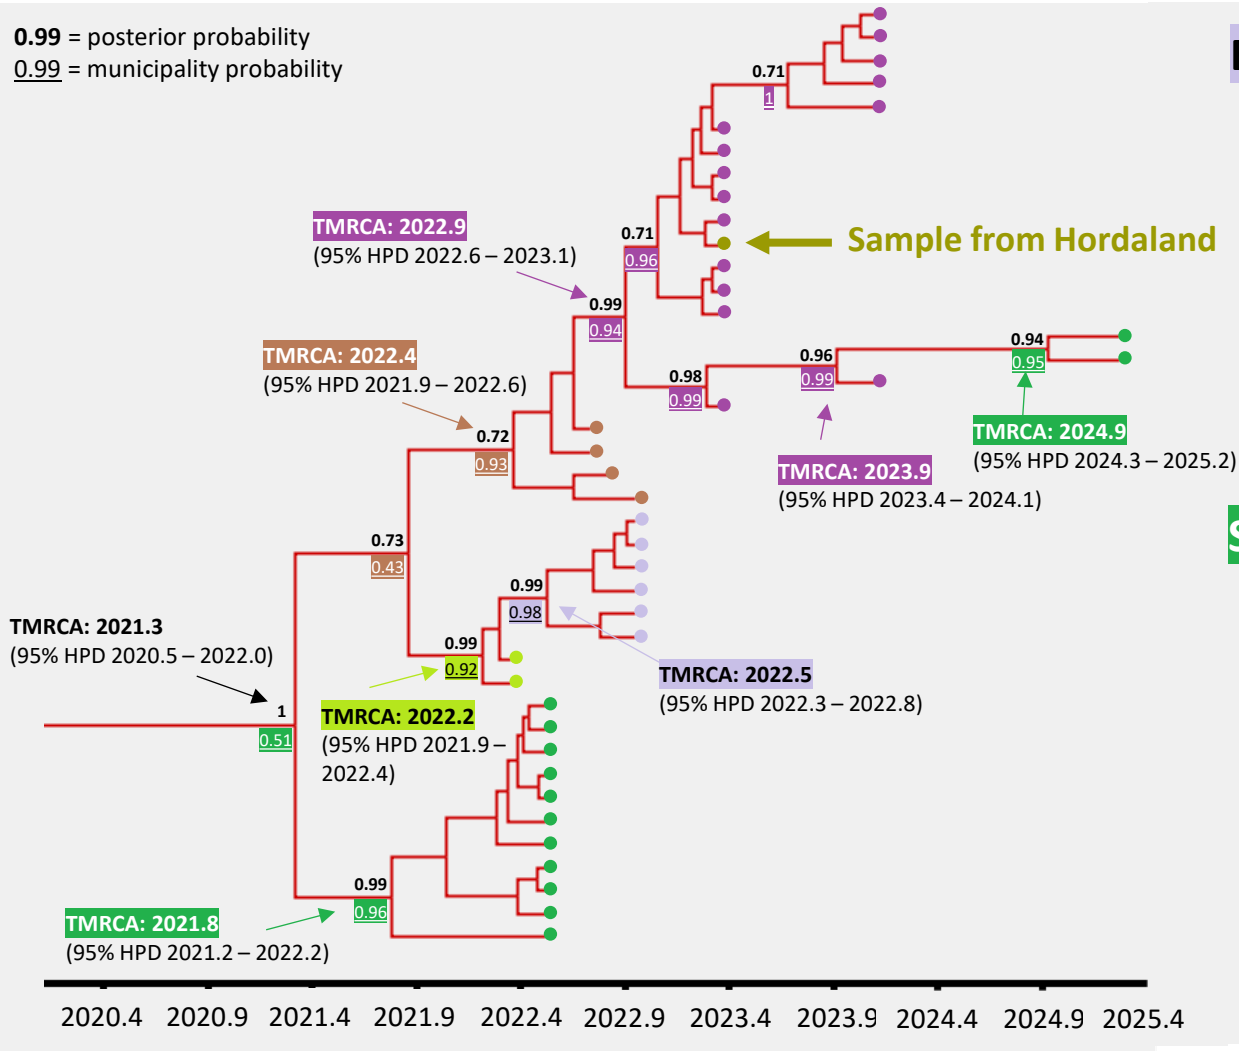 0.99 = posterior probability
0.99 = municipality probability
0.71
1
TMRCA: 2022.9
(95% HPD 2022.6 – 2023.1)
0.71
0.96
Sample from Hordaland
0.99
0.94
TMRCA: 2022.4
(95% HPD 2021.9 – 2022.6)
0.94
0.95
0.96
0.99
0.98
0.99
TMRCA: 2024.9
(95% HPD 2024.3 – 2025.2)
0.72
0.93
TMRCA: 2023.9
(95% HPD 2023.4 – 2024.1)
0.73
0.43
0.99
0.98
TMRCA: 2021.3
(95% HPD 2020.5 – 2022.0)
0.99
0.92
TMRCA: 2022.5
(95% HPD 2022.3 – 2022.8)
1
0.51
TMRCA: 2022.2
(95% HPD 2021.9 –
2022.4)
0.99
0.96
TMRCA: 2021.8
(95% HPD 2021.2 – 2022.2)
2020.4 2020.9 2021.4 2021.9 2022.4 2022.9 2023.4 2023.9 2024.4 2024.9 2025.4